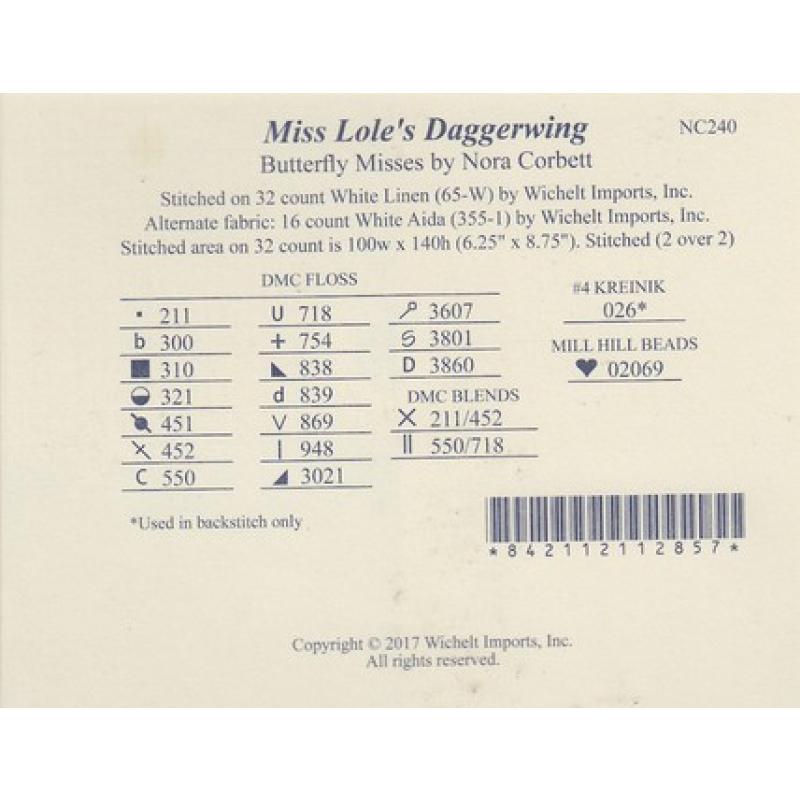 Miss Lole's Daggerwing NC240
Butterfly Misses by Nora Corbett
Stitched on 32 count White Linen (65-W) by Wichelt Imports, Inc.
Alternate fabric: 16 count White Aida (355-1) by Wichelt Imports, Inc.
Stitched area on 32 count is 100w x 140h (6.25" x 8.75"). Stitched (2 over 2)
DMC FLOSS
211
b 300
310
321
451
452
C 550
U 718
+ 754
838
d 839
V 869
| 948
3021
3607
S 3801
D 3860
DMC BLENDS
X 211/452
|| 550/718
#4 KREINIK
026*
MILL HILL BEADS
♥ 02069
*Used in backstitch only
*842112112857*
Copyright © 2017 Wichelt Imports, Inc.
All rights reserved.